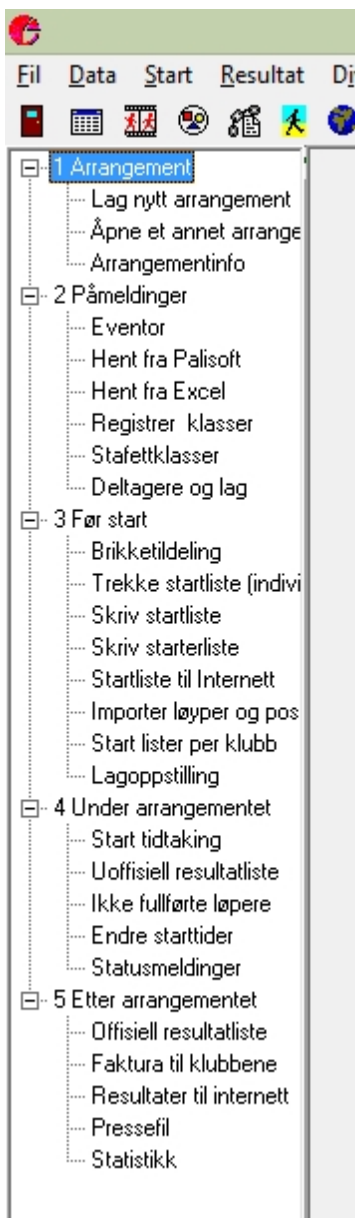 Fil Data Start Resultat Di
1 Arrangement
Lag nytt arrangement
Åpne et annet arrange
Arrangementinfo
2 Påmeldinger
Eventor
Hent fra Palisoft
Hent fra Excel
Registrer klasser
Stafettklasser
Deltagere og lag
3 Før start
Brikketildeling
Trekke startliste (indivi
Skriv startliste
Skriv starterliste
Startliste til Internett
Importer løyper og pos
Start lister per klubb
Lagoppstilling
4 Under arrangementet
Start tidtaking
Uoffisiell resultatliste
Ikke fullførte løpere
Endre starttider
Statusmeldinger
5 Etter arrangementet
Offisiell resultatliste
Faktura til klubbene
Resultater til internett
Pressefil
Statistikk